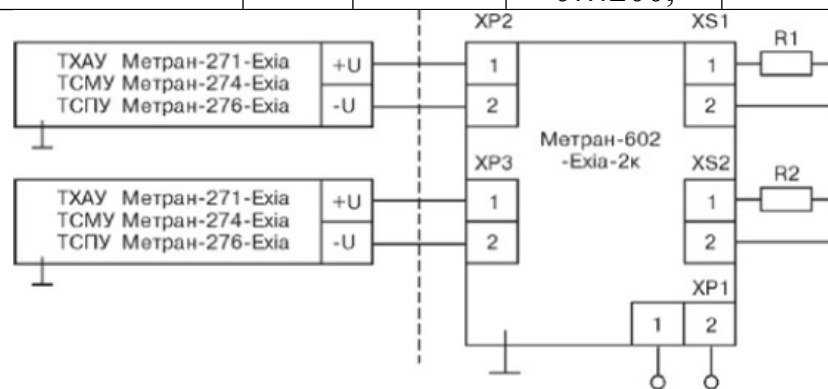 XP2 XS1
ТХАУ Метран-271-Exia +U 1 1 R1
ТСМУ Метран-274-Exia
ТСПУ Метран-276-Exia -U 2 2
Метран-602
-Exia-2к
XP3 XS2
ТХАУ Метран-271-Exia +U 1 1 R2
ТСМУ Метран-274-Exia
ТСПУ Метран-276-Exia -U 2 2
XP1
1 2